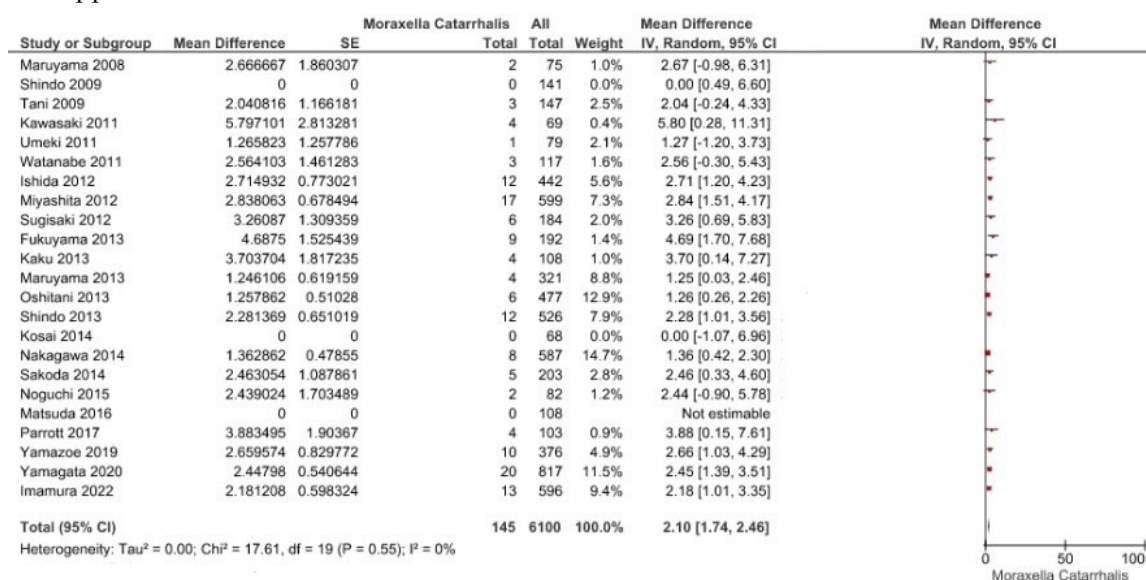 Moraxella Catarrhalis All Mean Difference Mean Difference
Study or Subgroup Mean Difference SE Total Total Weight IV, Random, 95% CI IV, Random, 95% CI
Maruyama 2008 2.666667 1.860307 2 75 1.0% 2.67 [-0.98, 6.31]
Shindo 2009 0 0 0 141 0.0% 0.00 [0.49, 6.60]
Tani 2009 2.040816 1.166181 3 147 2.5% 2.04 [-0.24, 4.33]
Kawasaki 2011 5.797101 2.813281 4 69 0.4% 5.80 [0.28, 11.31]
Umeki 2011 1.265823 1.257786 1 79 2.1% 1.27 [-1.20, 3.73]
Watanabe 2011 2.564103 1.461283 3 117 1.6% 2.56 [-0.30, 5.43]
Ishida 2012 2.714932 0.773021 12 442 5.6% 2.71 [1.20, 4.23]
Miyashita 2012 2.838063 0.678494 17 599 7.3% 2.84 [1.51, 4.17]
Sugisaki 2012 3.26087 1.309359 6 184 2.0% 3.26 [0.69, 5.83]
Fukuyama 2013 4.6875 1.525439 9 192 1.4% 4.69 [1.70, 7.68]
Kaku 2013 3.703704 1.817235 4 108 1.0% 3.70 [0.14, 7.27]
Maruyama 2013 1.246106 0.619159 4 321 8.8% 1.25 [0.03, 2.46]
Oshitani 2013 1.257862 0.51028 6 477 12.9% 1.26 [0.26, 2.26]
Shindo 2013 2.281369 0.651019 12 526 7.9% 2.28 [1.01, 3.56]
Kosai 2014 0 0 0 68 0.0% 0.00 [-1.07, 6.96]
Nakagawa 2014 1.362862 0.47855 8 587 14.7% 1.36 [0.42, 2.30]
Sakoda 2014 2.463054 1.087861 5 203 2.8% 2.46 [0.33, 4.60]
Noguchi 2015 2.439024 1.703489 2 82 1.2% 2.44 [-0.90, 5.78]
Matsuda 2016 0 0 0 108 Not estimable
Parrott 2017 3.883495 1.90367 4 103 0.9% 3.88 [0.15, 7.61]
Yamazoe 2019 2.659574 0.829772 10 376 4.9% 2.66 [1.03, 4.29]
Yamagata 2020 2.44798 0.540644 20 817 11.5% 2.45 [1.39, 3.51]
Imamura 2022 2.181208 0.598324 13 596 9.4% 2.18 [1.01, 3.35]
Total (95% CI) 145 6100 100.0% 2.10 [1.74, 2.46]
Heterogeneity: Tau² = 0.00; Chi² = 17.61, df = 19 (P = 0.55); I² = 0%
0 50 100
Moraxella Catarrhalis